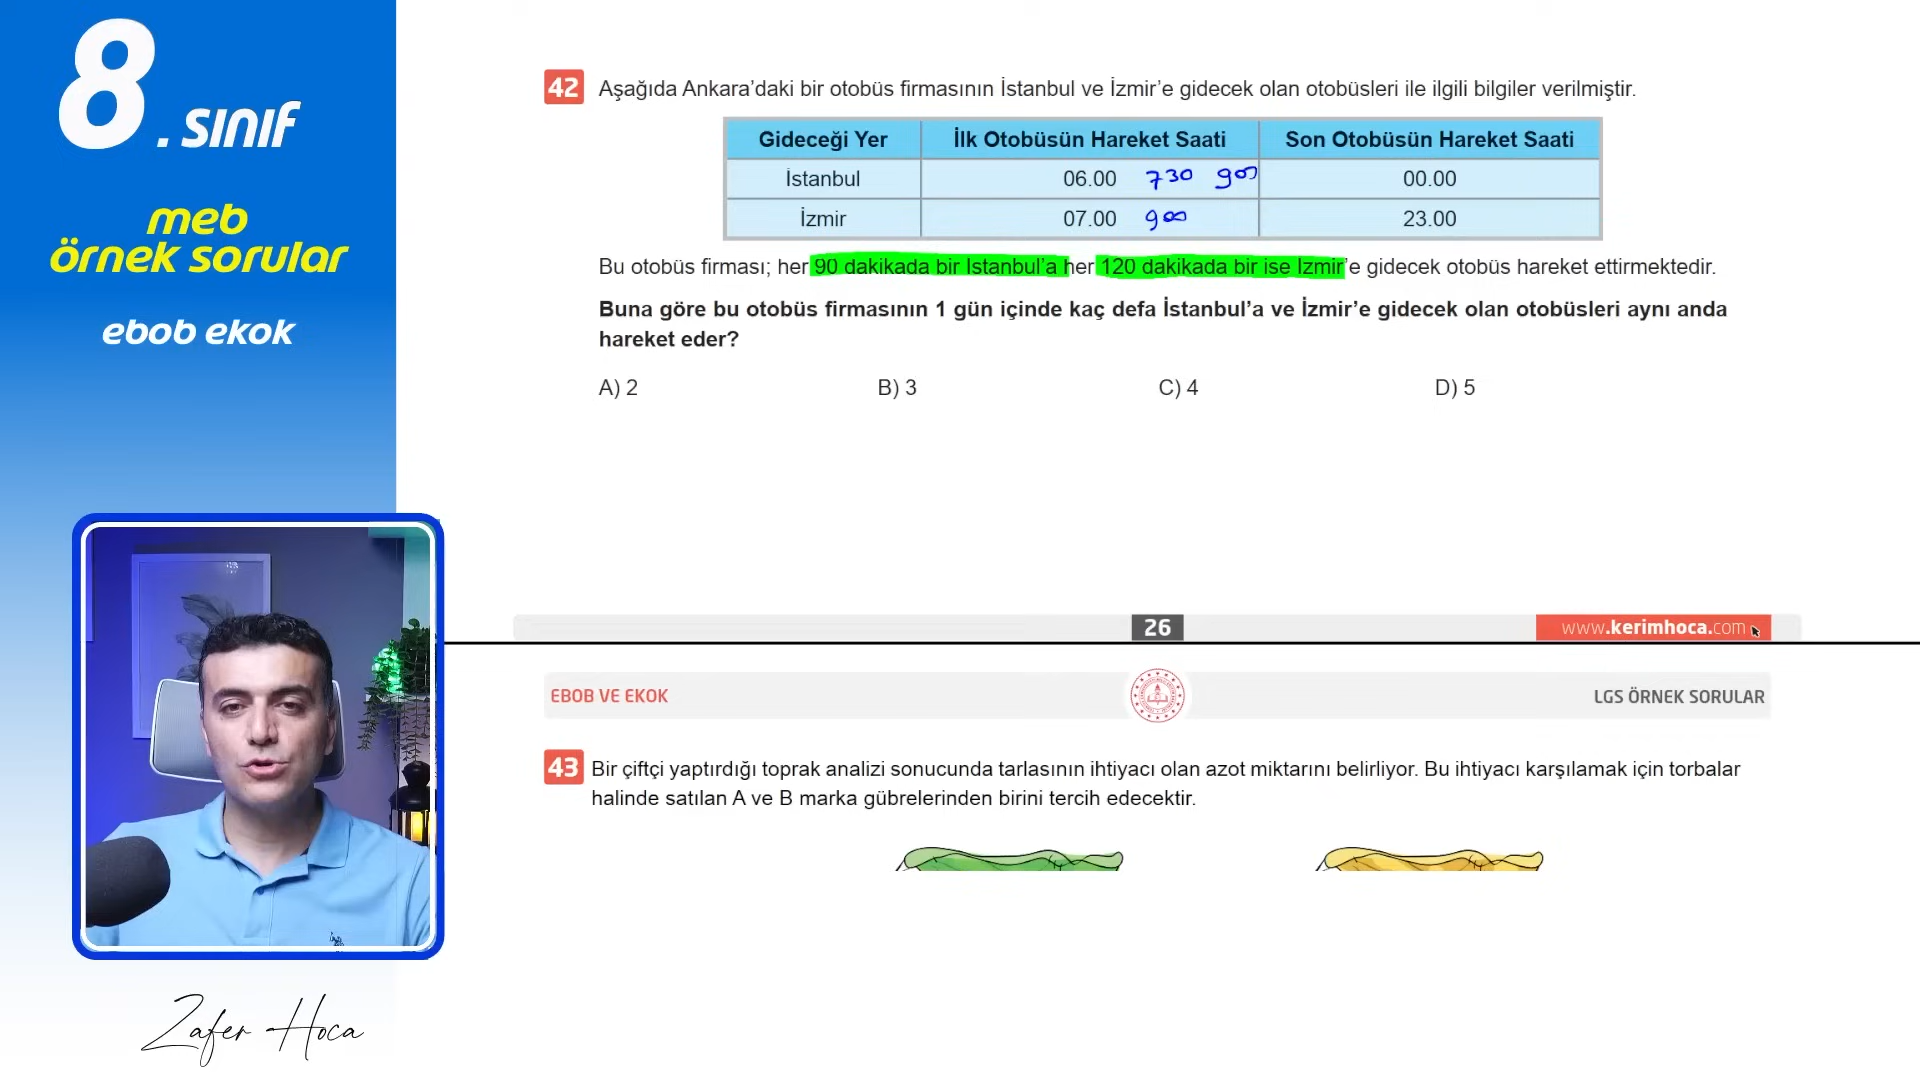 8. SINIF
meb
örnek sorular
ebob ekok
Zafer Hoca
42 Aşağıda Ankara’daki bir otobüs firmasının İstanbul ve İzmir’e gidecek olan otobüsleri ile ilgili bilgiler verilmiştir.
Gideceği Yer İlk Otobüsün Hareket Saati Son Otobüsün Hareket Saati
İstanbul 06.00 730 900 00.00
İzmir 07.00 900 23.00
Bu otobüs firması; her 90 dakikada bir İstanbul’a her 120 dakikada bir ise İzmir’e gidecek otobüs hareket ettirmektedir.
Buna göre bu otobüs firmasının 1 gün içinde kaç defa İstanbul’a ve İzmir’e gidecek olan otobüsleri aynı anda
hareket eder?
A) 2 B) 3 C) 4 D) 5
26 www.kerimhoca.com
EBOB VE EKOK LGS ÖRNEK SORULAR
43 Bir çiftçi yaptırdığı toprak analizi sonucunda tarlasının ihtiyacı olan azot miktarını belirliyor. Bu ihtiyacı karşılamak için torbalar
halinde satılan A ve B marka gübrelerinden birini tercih edecektir.